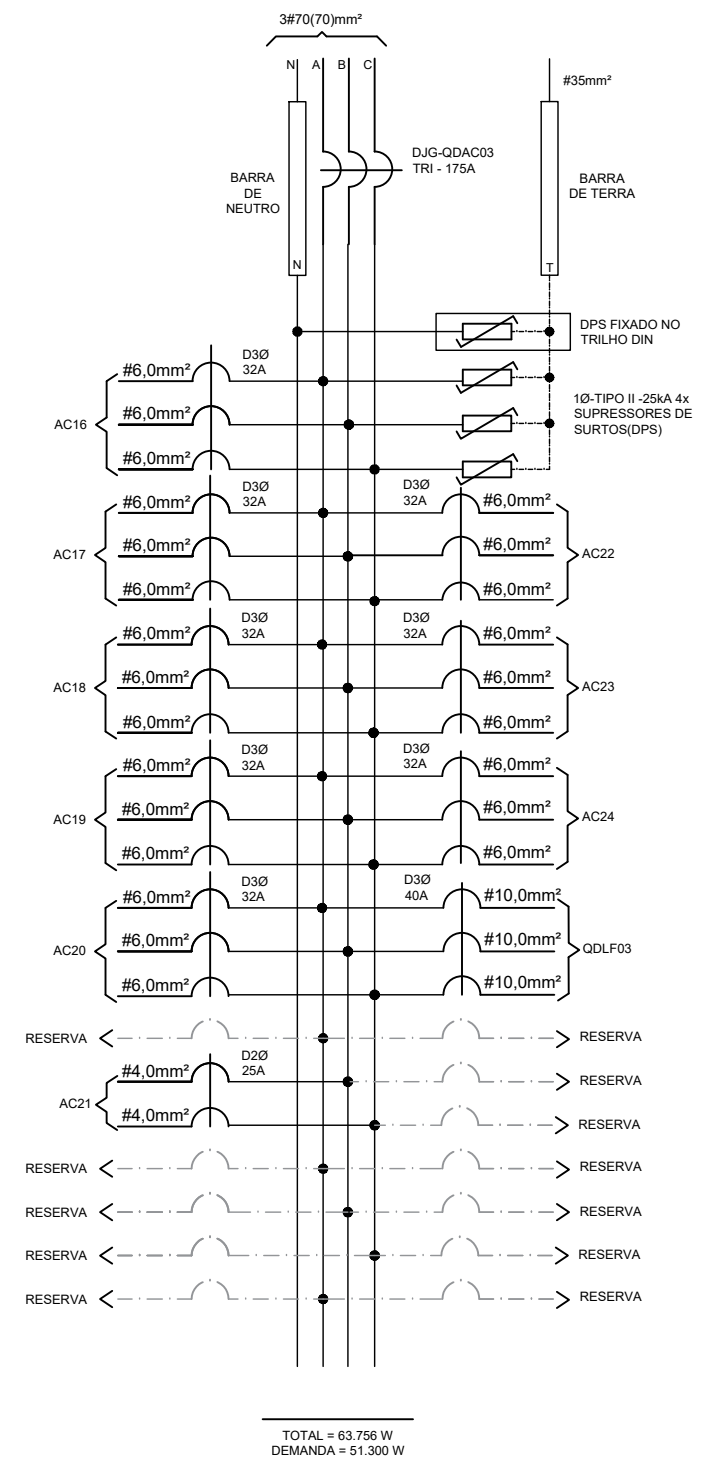 3#70(70)mm²
N A B C
#35mm²
DJG-QDAC03
TRI - 175A
BARRA
DE
NEUTRO
BARRA
DE TERRA
N
T
DPS FIXADO NO
TRILHO DIN
1Ø-TIPO II -25kA 4x
SUPRESSORES DE
SURTOS(DPS)
D3Ø
32A
#6,0mm²
AC16
#6,0mm²
#6,0mm²
D3Ø
32A
D3Ø
32A
#6,0mm²
#6,0mm²
AC17
#6,0mm²
#6,0mm²
AC22
#6,0mm²
#6,0mm²
D3Ø
32A
D3Ø
32A
#6,0mm²
#6,0mm²
AC18
#6,0mm²
#6,0mm²
AC23
#6,0mm²
#6,0mm²
D3Ø
32A
D3Ø
32A
#6,0mm²
#6,0mm²
AC19
#6,0mm²
#6,0mm²
AC24
#6,0mm²
#6,0mm²
D3Ø
32A
D3Ø
40A
#6,0mm²
#10,0mm²
AC20
#6,0mm²
#10,0mm²
QDLF03
#6,0mm²
#10,0mm²
RESERVA
RESERVA
D2Ø
25A
#4,0mm²
RESERVA
AC21
#4,0mm²
RESERVA
RESERVA
RESERVA
RESERVA
RESERVA
RESERVA
RESERVA
RESERVA
RESERVA
TOTAL = 63.756 W
DEMANDA = 51.300 W